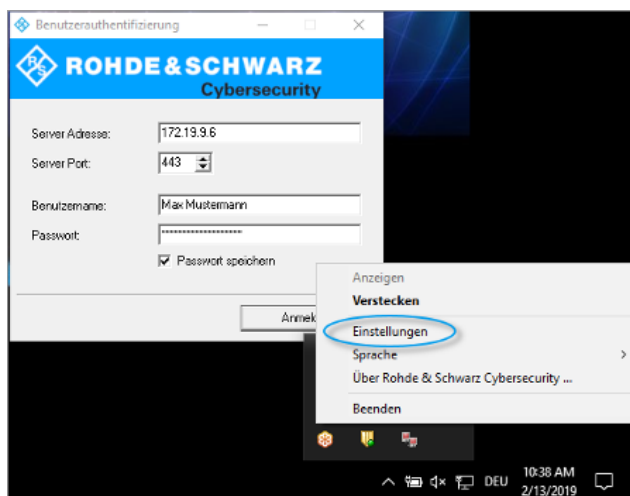 Benutzerauthentifizierung
ROHDE & SCHWARZ
Cybersecurity
Server Adresse: 172.19.9.6
Server Port: 443
Benutzername: Max Mustermann
Passwort: ********************
Passwort speichern
Anmel
Anzeigen
Verstecken
Einstellungen
Sprache
Über Rohde & Schwarz Cybersecurity ...
Beenden
DEU
10:38 AM
2/13/2019